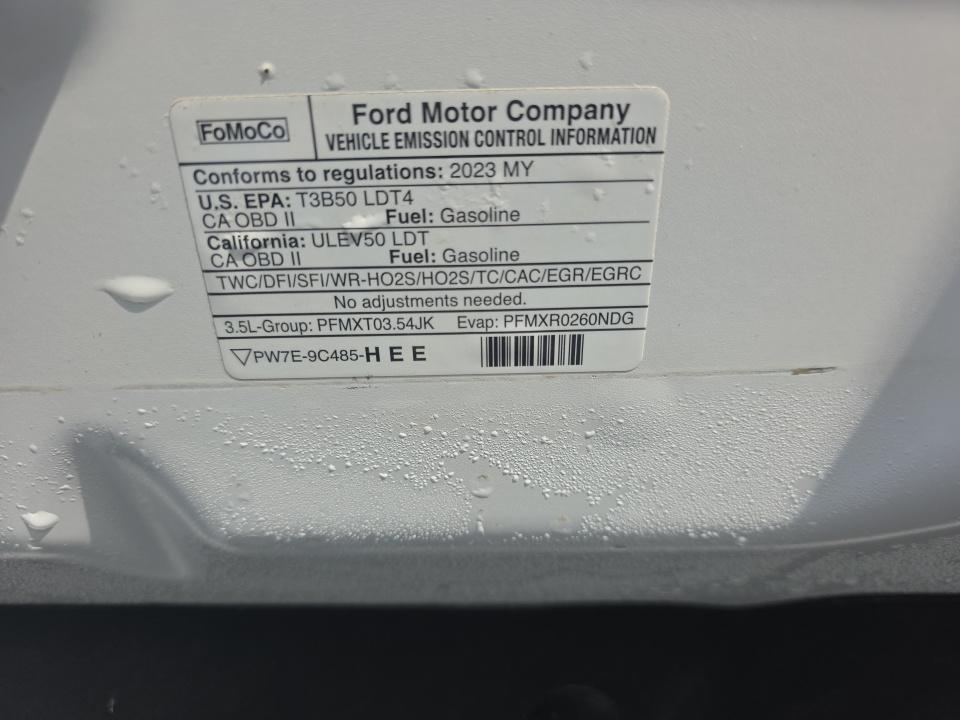 FoMoCo
Ford Motor Company
VEHICLE EMISSION CONTROL INFORMATION
Conforms to regulations: 2023 MY
U.S. EPA: T3B50 LDT4
CA OBD II Fuel: Gasoline
California: ULEV50 LDT
CA OBD II Fuel: Gasoline
TWC/DFI/SFI/WR-HO2S/HO2S/TC/CAC/EGR/EGRC
No adjustments needed.
3.5L-Group: PFMXT03.54JK Evap: PFMXR0260NDG
PW7E-9C485-HEE